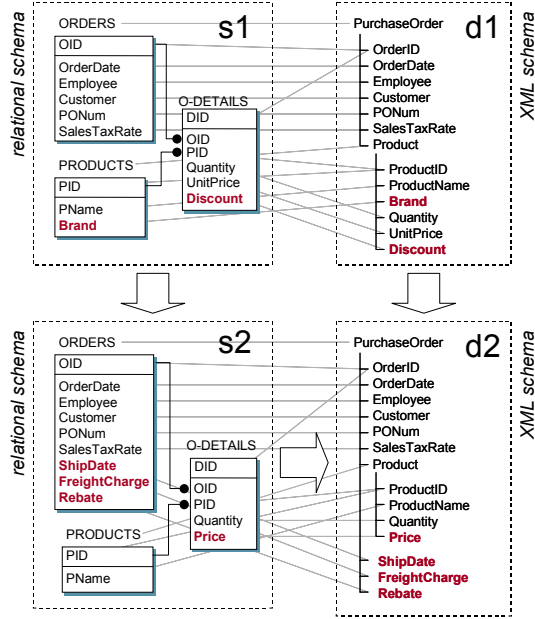 relational schema
s1
ORDERS
OID
OrderDate
Employee
Customer
PONum
SalesTaxRate
O-DETAILS
DID
OID
PID
Quantity
UnitPrice
Discount
PRODUCTS
PID
PName
Brand
d1
XML schema
PurchaseOrder
OrderID
OrderDate
Employee
Customer
PONum
SalesTaxRate
Product
ProductID
ProductName
Brand
Quantity
UnitPrice
Discount
relational schema
s2
ORDERS
OID
OrderDate
Employee
Customer
PONum
SalesTaxRate
ShipDate
FreightCharge
Rebate
O-DETAILS
DID
OID
PID
Quantity
Price
PRODUCTS
PID
PName
d2
XML schema
PurchaseOrder
OrderID
OrderDate
Employee
Customer
PONum
SalesTaxRate
Product
ProductID
ProductName
Quantity
Price
ShipDate
FreightCharge
Rebate